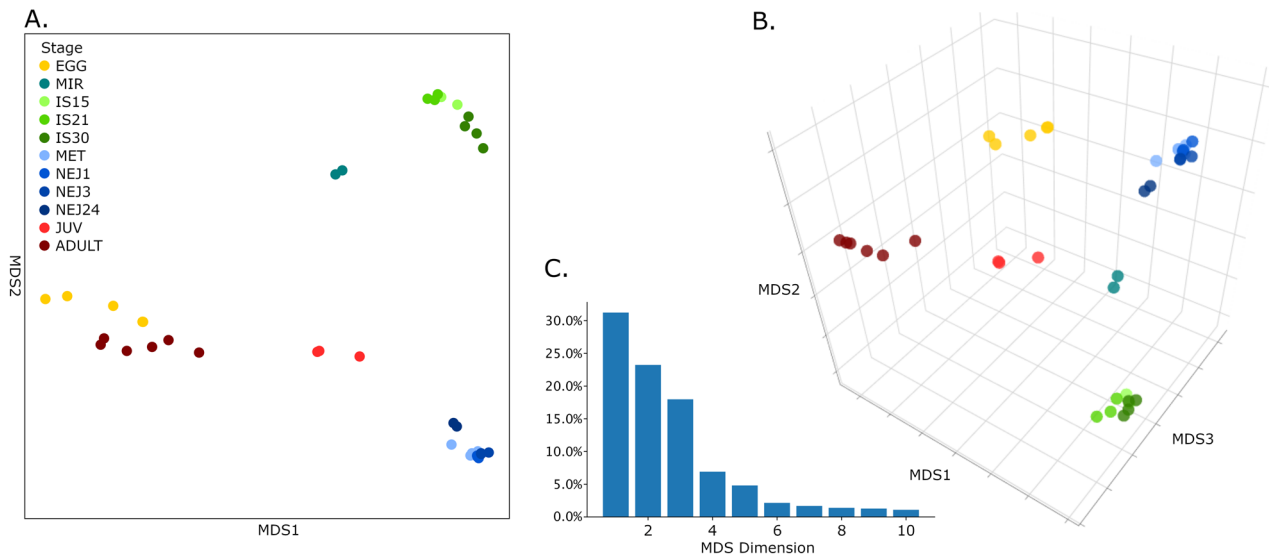 A.
Stage
EGG
MIR
IS15
IS21
IS30
MET
NEJ1
NEJ3
NEJ24
JUV
ADULT
MDS2
MDS1
B.
MDS2
MDS1
MDS3
C.
30.0%
25.0%
20.0%
15.0%
10.0%
5.0%
0.0%
2 4 6 8 10
MDS Dimension